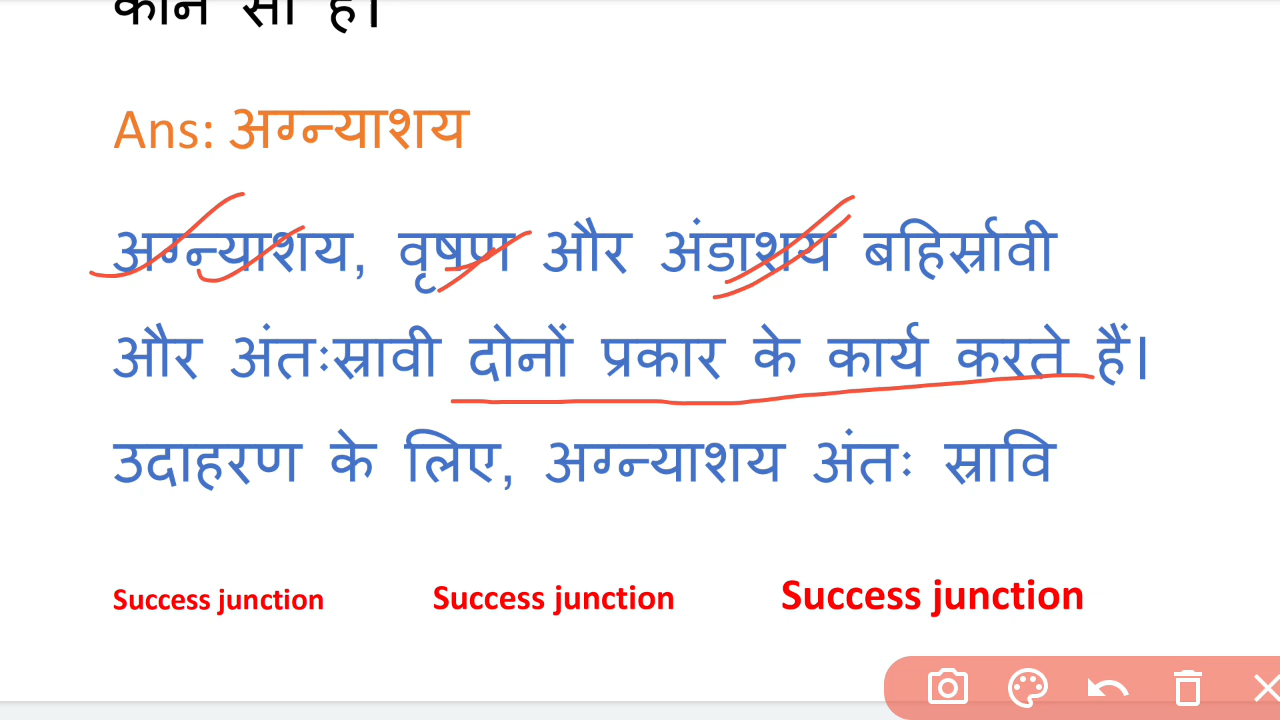 कौन सी है।
Ans: अग्न्याशय
अग्न्याशय, वृषण और अंडाशय बहिर्स्रावी
और अंतःस्रावी दोनों प्रकार के कार्य करते हैं।
उदाहरण के लिए, अग्न्याशय अंतः स्रावि
Success junction Success junction Success junction